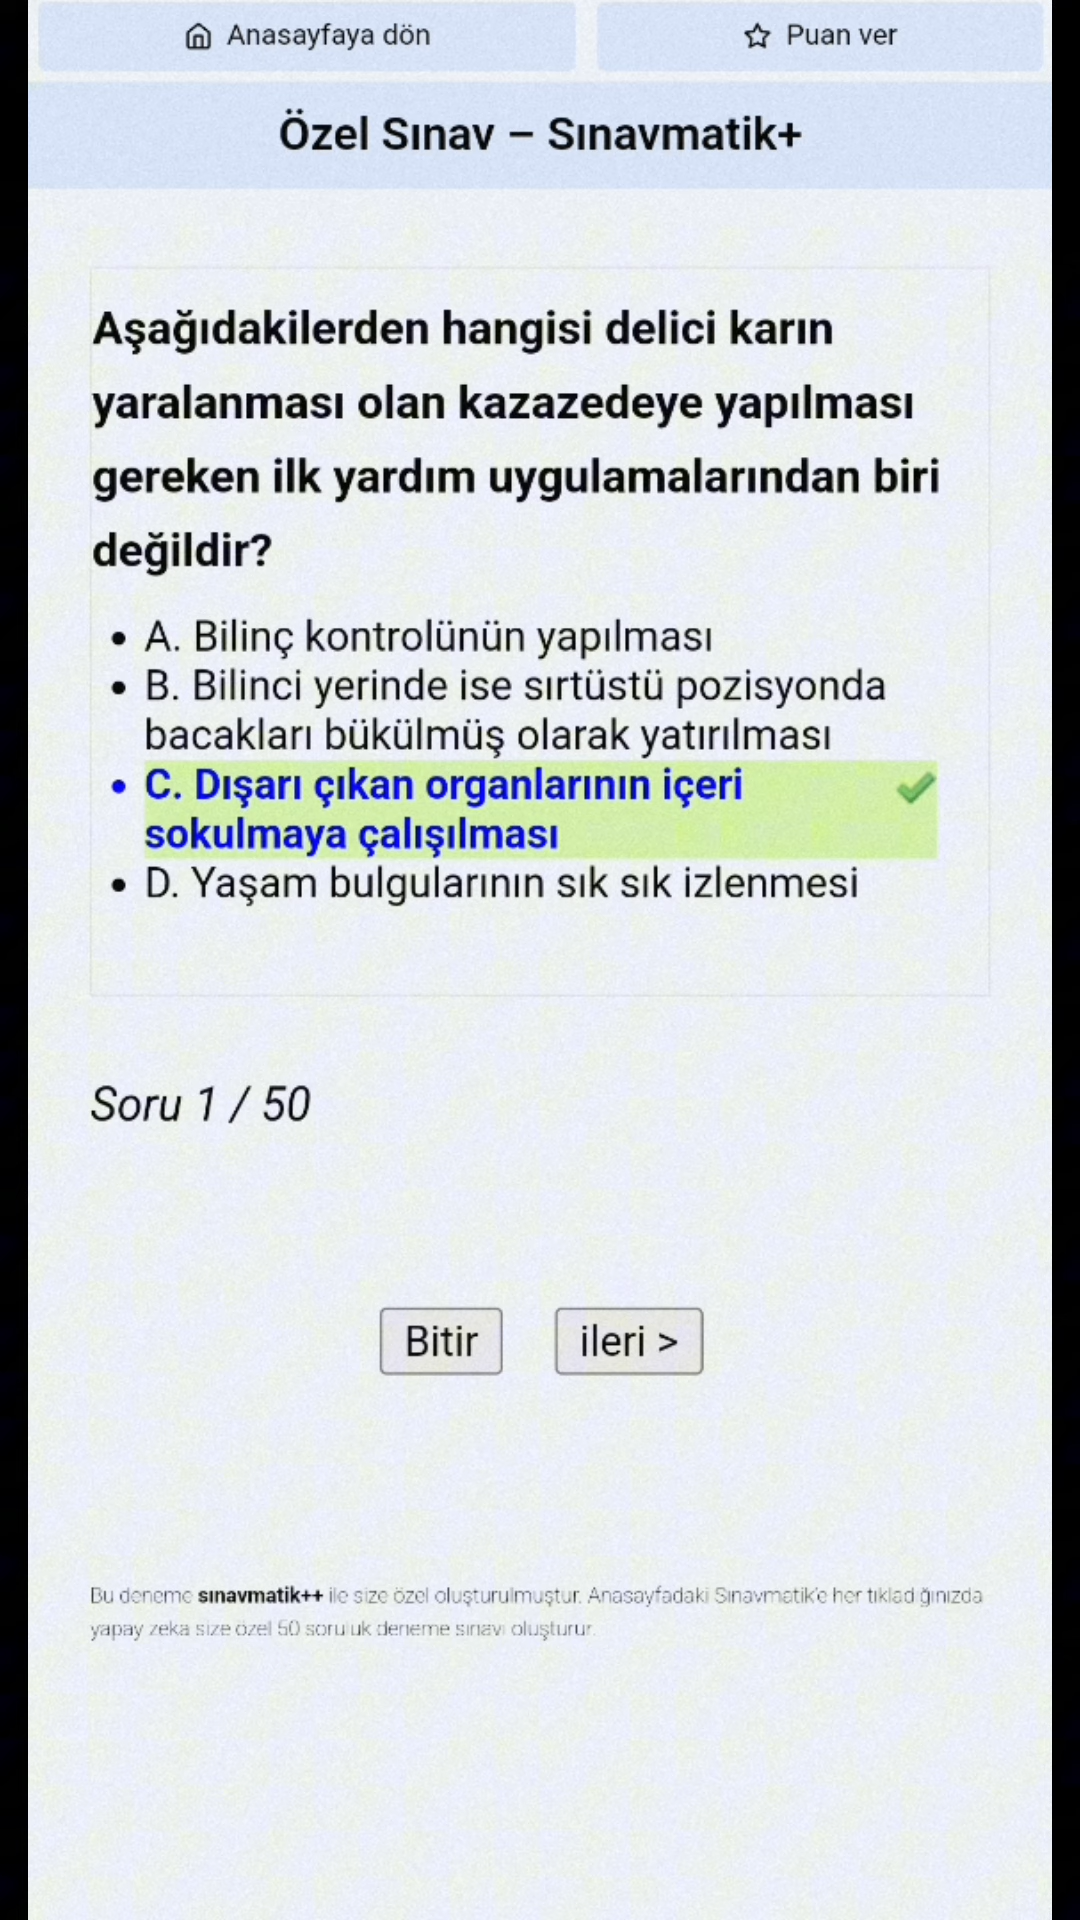 Anasayfaya dön
Puan ver
Özel Sınav – Sınavmatik+
Aşağıdakilerden hangisi delici karın
yaralanması olan kazazedeye yapılması
gereken ilk yardım uygulamalarından biri
değildir?
• A. Bilinç kontrolünün yapılması
• B. Bilinci yerinde ise sırtüstü pozisyonda
bacakları bükülmüş olarak yatırılması
• C. Dışarı çıkan organlarının içeri
sokulmaya çalışılması
• D. Yaşam bulgularının sık sık izlenmesi
Soru 1 / 50
Bitir
ileri >
Bu deneme sınavmatik++ ile size özel oluşturulmuştur. Anasayfadaki Sınavmatik'e her tıkladığınızda
yapay zeka size özel 50 soruluk deneme sınavı oluşturur.